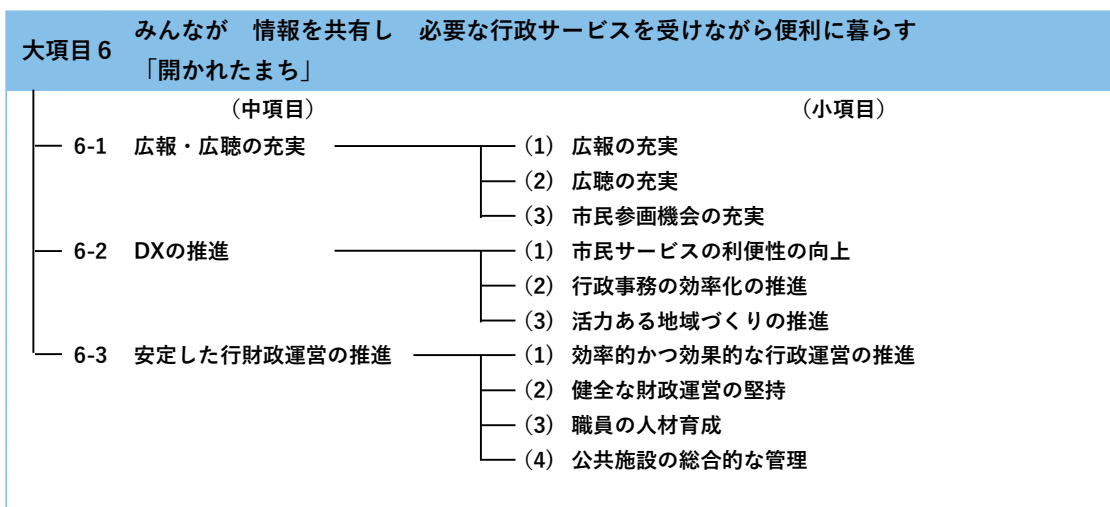 大項目6 みんなが 情報を共有し 必要な行政サービスを受けながら便利に暮らす
「開かれたまち」
（中項目） （小項目）
6-1 広報・広聴の充実 （1） 広報の充実
（2） 広聴の充実
（3） 市民参画機会の充実
6-2 DXの推進 （1） 市民サービスの利便性の向上
（2） 行政事務の効率化の推進
（3） 活力ある地域づくりの推進
6-3 安定した行財政運営の推進 （1） 効率的かつ効果的な行政運営の推進
（2） 健全な財政運営の堅持
（3） 職員の人材育成
（4） 公共施設の総合的な管理